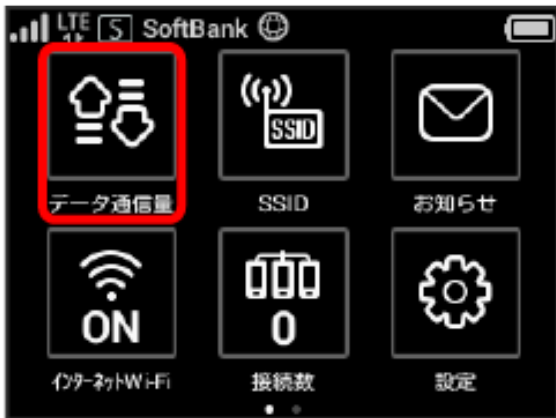 LTE S SoftBank
SSID
データ通信量 SSID お知らせ
ON 0
インターネットWi-Fi 接続数 設定